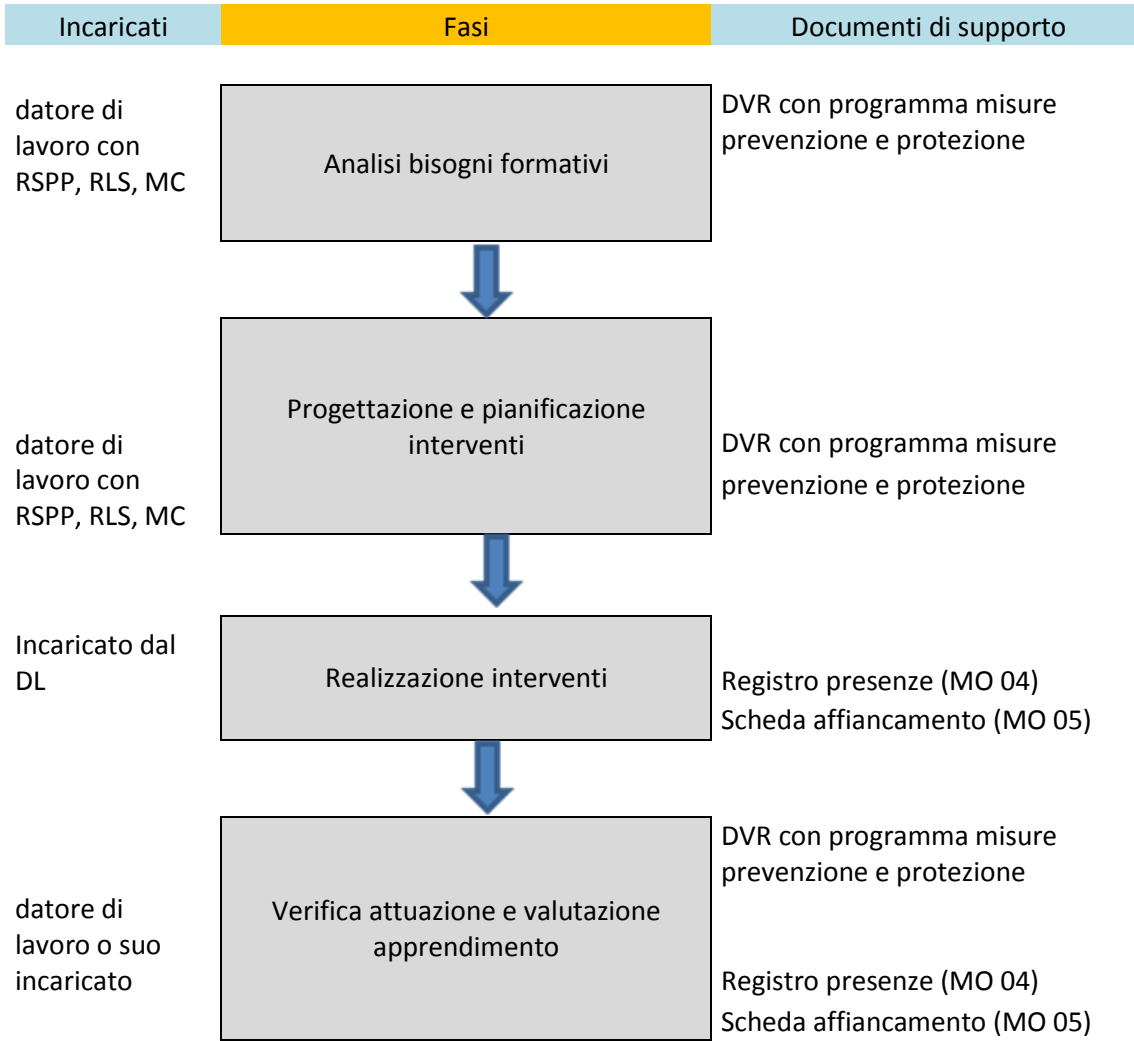 Incaricati Fasi Documenti di supporto
datore di
lavoro con
RSPP, RLS, MC
Analisi bisogni formativi
DVR con programma misure
prevenzione e protezione
datore di
lavoro con
RSPP, RLS, MC
Progettazione e pianificazione
interventi
DVR con programma misure
prevenzione e protezione
Incaricato dal
DL
Realizzazione interventi
Registro presenze (MO 04)
Scheda affiancamento (MO 05)
datore di
lavoro o suo
incaricato
Verifica attuazione e valutazione
apprendimento
DVR con programma misure
prevenzione e protezione
Registro presenze (MO 04)
Scheda affiancamento (MO 05)